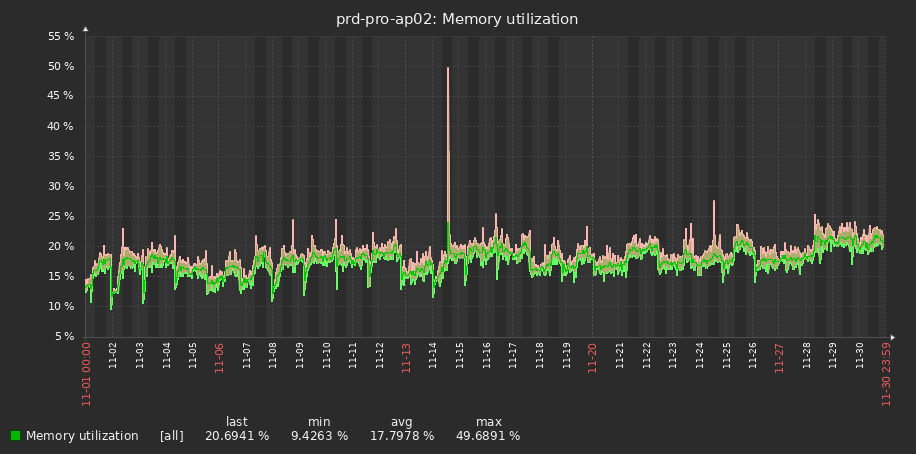 prd-pro-ap02: Memory utilization
55 %
50 %
45 %
40 %
35 %
30 %
25 %
20 %
15 %
10 %
5 %
11-01 00:00 11-02 11-03 11-04 11-05 11-06 11-07 11-08 11-09 11-10 11-11 11-12 11-13 11-14 11-15 11-16 11-17 11-18 11-19 11-20 11-21 11-22 11-23 11-24 11-25 11-26 11-27 11-28 11-29 11-30 11-30 23:59
last min avg max
Memory utilization [all] 20.6941 % 9.4263 % 17.7978 % 49.6891 %